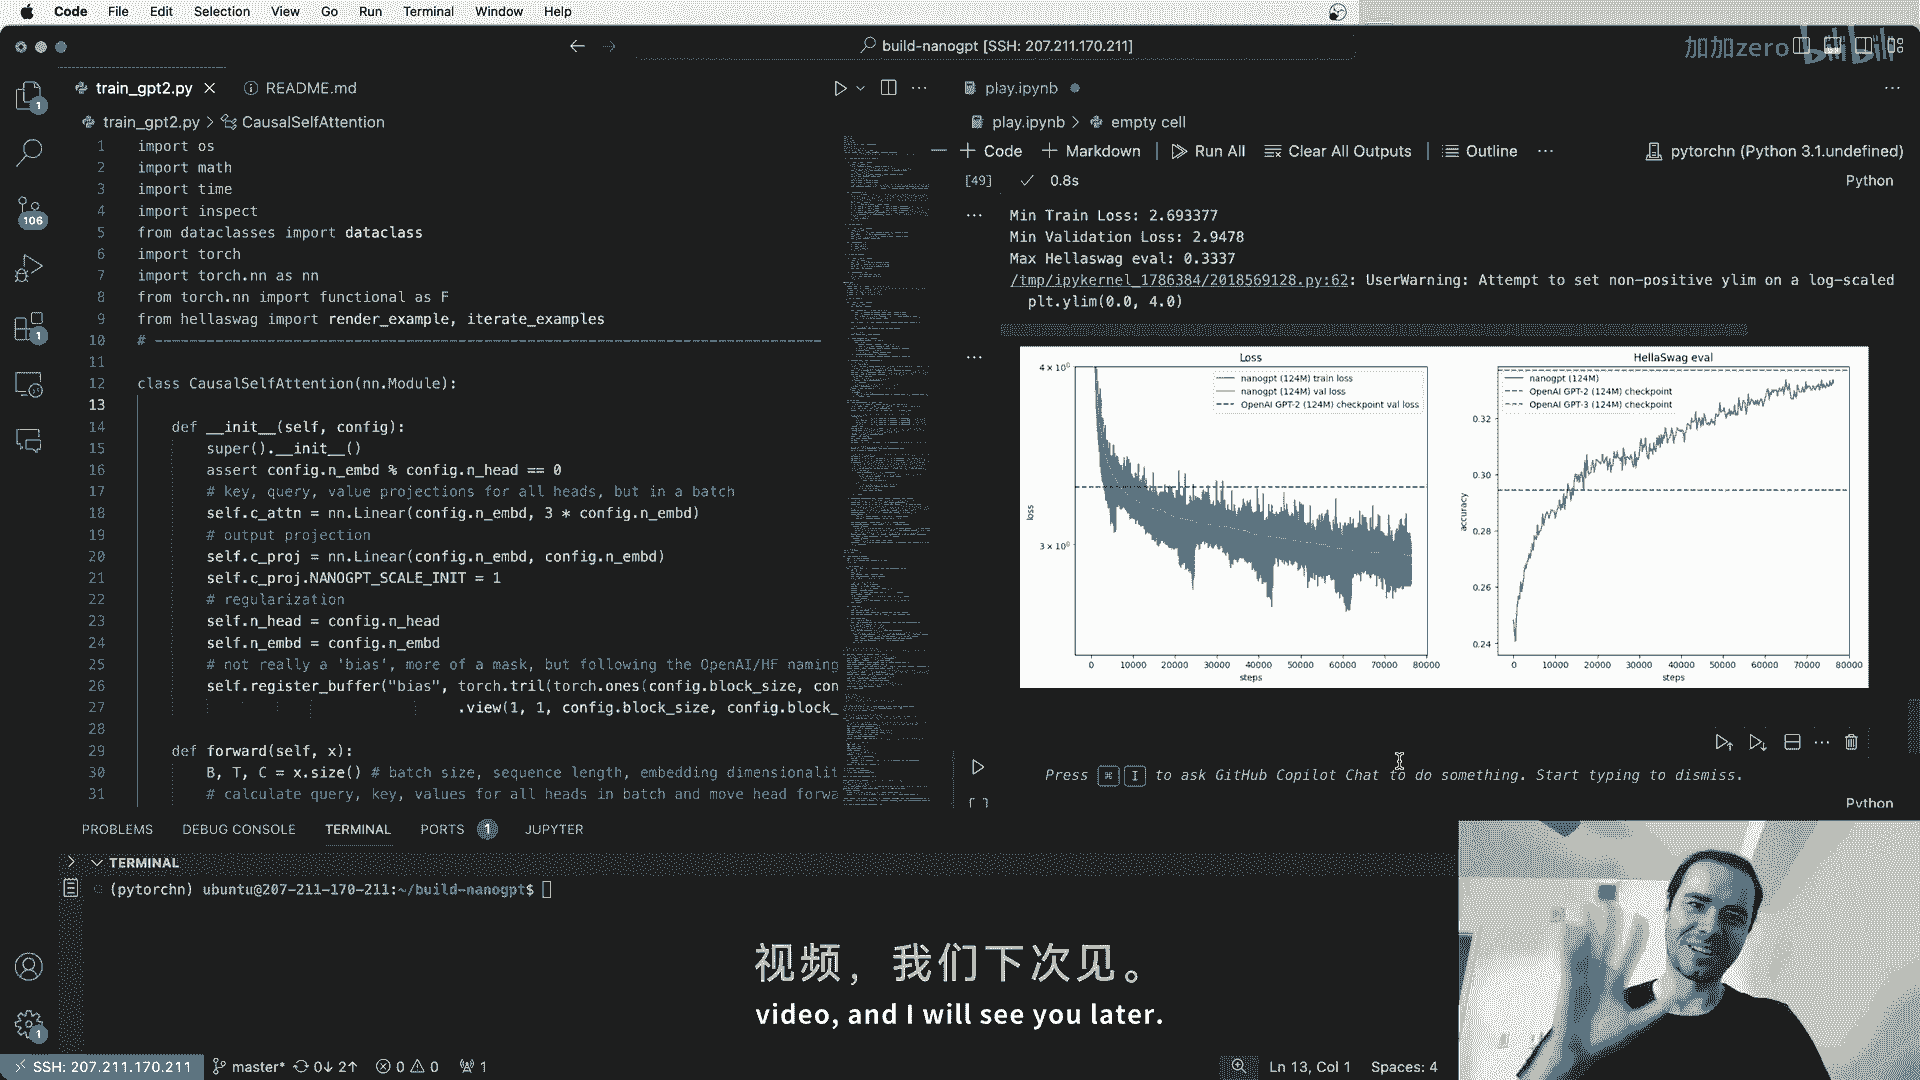 Code File Edit Selection View Go Run Terminal Window Help
build-nanogpt [SSH: 207.211.170.211]
加加zero bilibili
train_gpt2.py
README.md
train_gpt2.py > CausalSelfAttention
1 import os
2 import math
3 import time
4 import inspect
5 from dataclasses import dataclass
6 import torch
7 import torch.nn as nn
8 from torch.nn import functional as F
9 from hellaswag import render_example, iterate_examples
10 # -----------------------------------------------------------------------------
11
12 class CausalSelfAttention(nn.Module):
13
14 def __init__(self, config):
15 super().__init__()
16 assert config.n_embd % config.n_head == 0
17 # key, query, value projections for all heads, but in a batch
18 self.c_attn = nn.Linear(config.n_embd, 3 * config.n_embd)
19 # output projection
20 self.c_proj = nn.Linear(config.n_embd, config.n_embd)
21 self.c_proj.NANOGPT_SCALE_INIT = 1
22 # regularization
23 self.n_head = config.n_head
24 self.n_embd = config.n_embd
25 # not really a 'bias', more of a mask, but following the OpenAI/HF naming
26 self.register_buffer("bias", torch.tril(torch.ones(config.block_size, con
27 .view(1, 1, config.block_size, config.block_
28
29 def forward(self, x):
30 B, T, C = x.size() # batch size, sequence length, embedding dimensionalit
31 # calculate query, key, values for all heads in batch and move head forwa
play.ipynb
play.ipynb > empty cell
+ Code + Markdown | Run All Clear All Outputs | Outline ... pytorchn (Python 3.1.undefined)
[49] 0.8s Python
Min Train Loss: 2.693377
Min Validation Loss: 2.9478
Max Hellaswag eval: 0.3337
/tmp/ipykernel_1786384/2018569128.py:62: UserWarning: Attempt to set non-positive ylim on a log-scaled
plt.ylim(0.0, 4.0)
Loss
nanogpt (124M) train loss
nanogpt (124M) val loss
OpenAI GPT-2 (124M) checkpoint val loss
4 × 10⁰
3 × 10⁰
loss
0 10000 20000 30000 40000 50000 60000 70000 80000
steps
HellaSwag eval
nanogpt (124M)
OpenAI GPT-2 (124M) checkpoint
OpenAI GPT-3 (124M) checkpoint
0.32
0.30
0.28
0.26
0.24
accuracy
0 10000 20000 30000 40000 50000 60000 70000 80000
steps
Press ⌘ I to ask GitHub Copilot Chat to do something. Start typing to dismiss.
Python
PROBLEMS DEBUG CONSOLE TERMINAL PORTS 1 JUPYTER
TERMINAL
(pytorchn) ubuntu@207-211-170-211:~/build-nanogpt$
视频，我们下次见。
video, and I will see you later.
SSH: 207.211.170.211 master* 0↓ 2↑ 0 0 1 Ln 13, Col 1 Spaces: 4
1
106
1
1